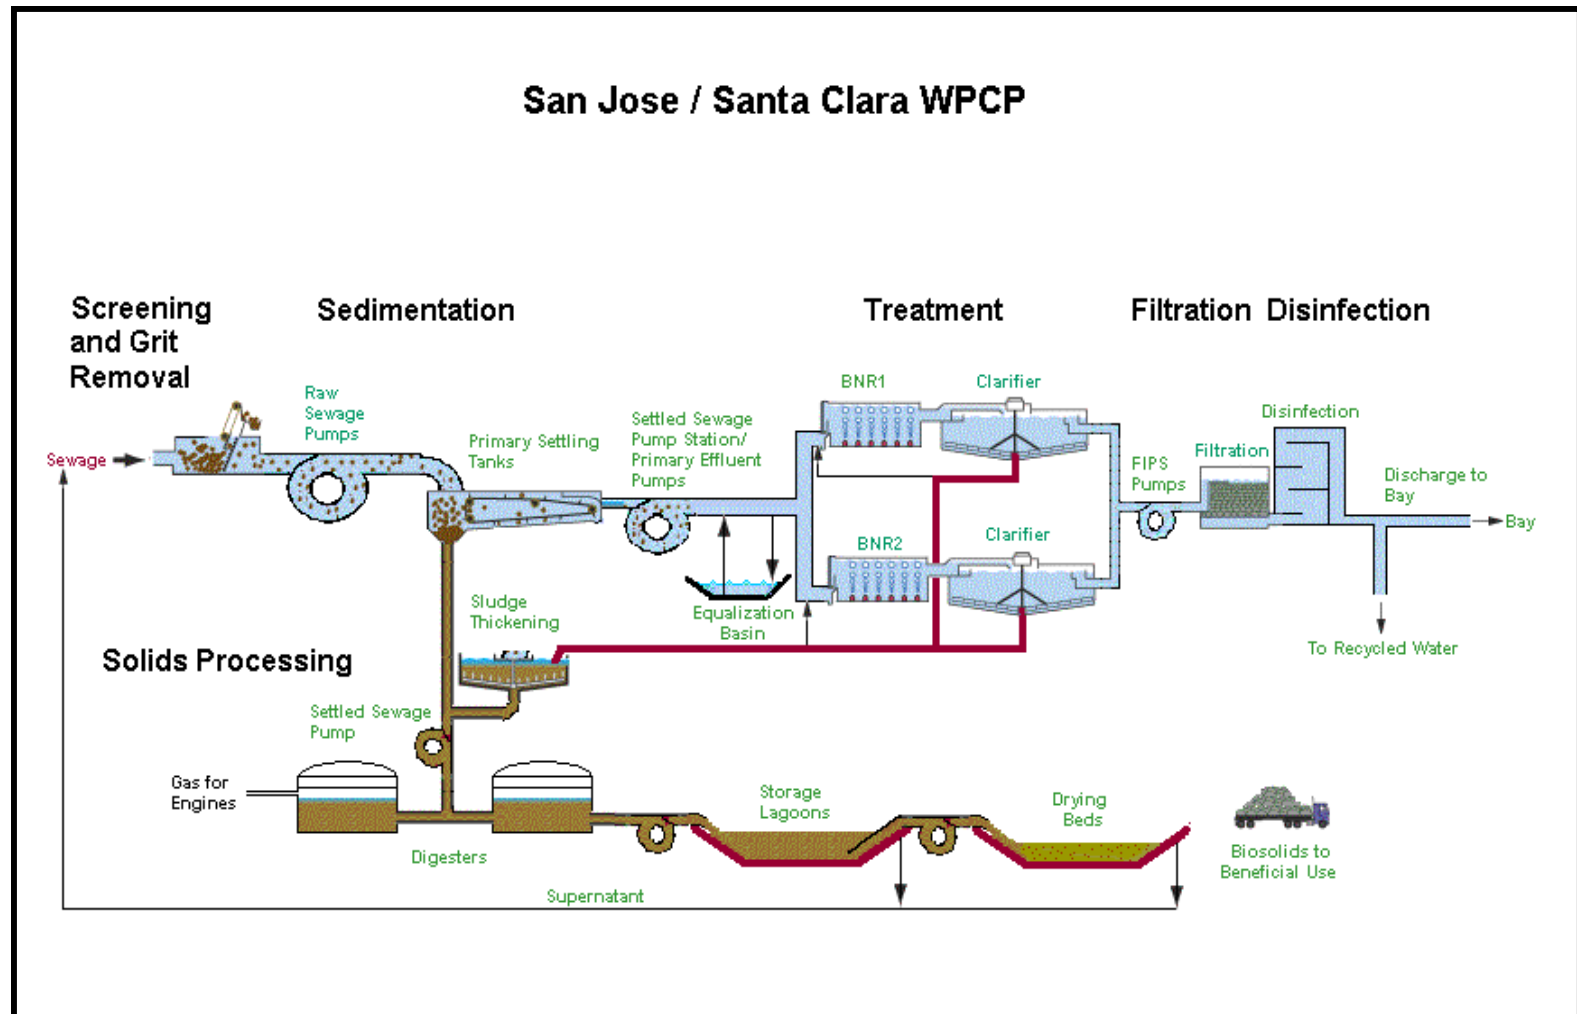 San Jose / Santa Clara WPCP
Screening
and Grit
Removal
Sedimentation
Treatment
Filtration
Disinfection
Raw
Sewage
Pumps
Primary Settling
Tanks
Settled Sewage
Pump Station/
Primary Effluent
Pumps
BNR1
Clarifier
Disinfection
Sewage
FIPS
Pumps
Filtration
Discharge to
Bay
Bay
BNR2
Clarifier
Equalization
Basin
Sludge
Thickening
To Recycled Water
Solids Processing
Settled Sewage
Pump
Gas for
Engines
Digesters
Storage
Lagoons
Drying
Beds
Biosolids to
Beneficial Use
Supernatant